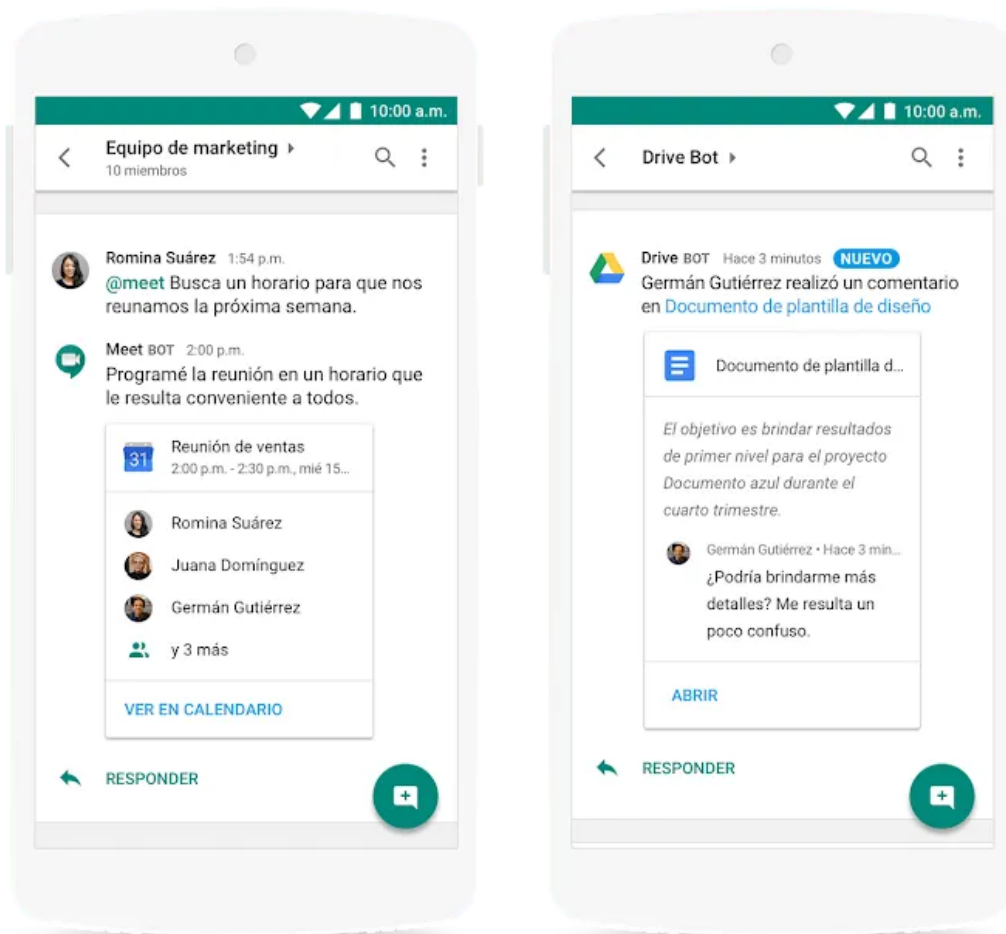 10:00 a.m.
Equipo de marketing
10 miembros
Romina Suárez 1:54 p.m.
@meet Busca un horario para que nos
reunamos la próxima semana.
Meet BOT 2:00 p.m.
Programé la reunión en un horario que
le resulta conveniente a todos.
31
Reunión de ventas
2:00 p.m. - 2:30 p.m., mié 15...
Romina Suárez
Juana Domínguez
Germán Gutiérrez
y 3 más
VER EN CALENDARIO
RESPONDER
10:00 a.m.
Drive Bot
Drive BOT Hace 3 minutos NUEVO
Germán Gutiérrez realizó un comentario
en Documento de plantilla de diseño
Documento de plantilla d...
El objetivo es brindar resultados
de primer nivel para el proyecto
Documento azul durante el
cuarto trimestre.
Germán Gutiérrez • Hace 3 min...
¿Podría brindarme más
detalles? Me resulta un
poco confuso.
ABRIR
RESPONDER